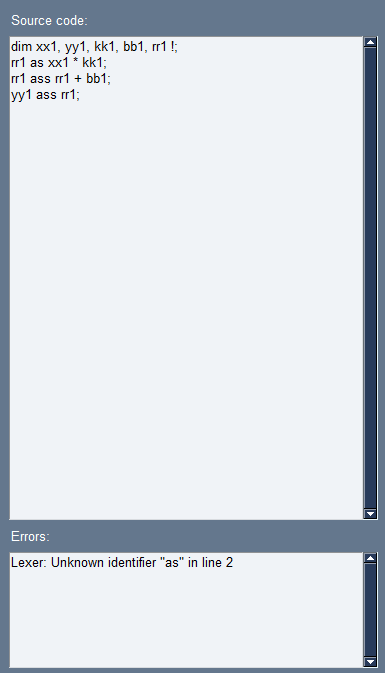 Source code:
dim xx1, yy1, kk1, bb1, rr1 !;
rr1 as xx1 * kk1;
rr1 ass rr1 + bb1;
yy1 ass rr1;
Errors:
Lexer: Unknown identifier "as" in line 2